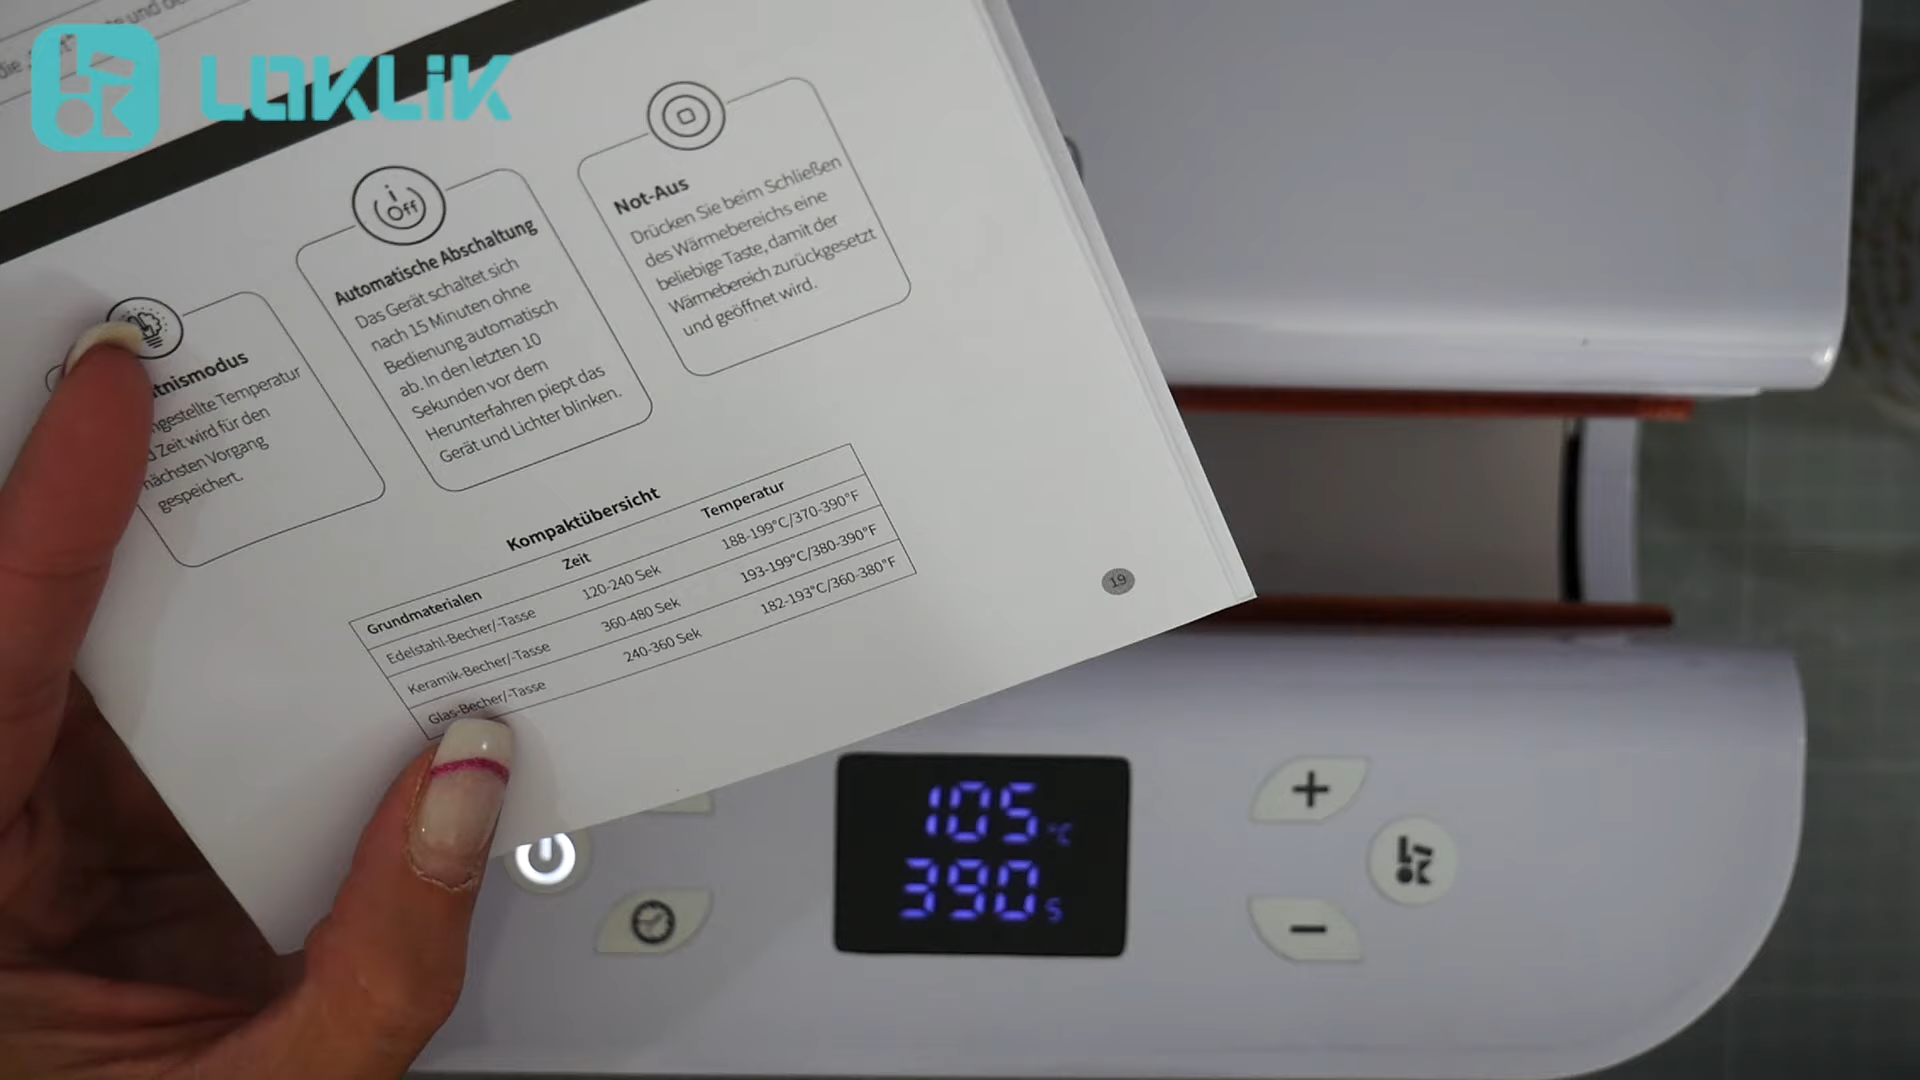 LOKLiK
die
und de
Not-Aus
Drücken Sie beim Schließen
des Wärmebereichs eine
beliebige Taste, damit der
Wärmebereich zurückgesetzt
und geöffnet wird.
i
Off
Automatische Abschaltung
Das Gerät schaltet sich
nach 15 Minuten ohne
Bedienung automatisch
ab. In den letzten 10
Sekunden vor dem
Herunterfahren piept das
Gerät und Lichter blinken.
tnismodus
ngestellte Temperatur
d Zeit wird für den
nächsten Vorgang
gespeichert.
Kompaktübersicht
Grundmaterialen Zeit Temperatur
Edelstahl-Becher/-Tasse 120-240 Sek 188-199°C/370-390°F
Keramik-Becher/-Tasse 360-480 Sek 193-199°C/380-390°F
Glas-Becher/-Tasse 240-360 Sek 182-193°C/360-380°F
19
105 °C
390 S
+
−